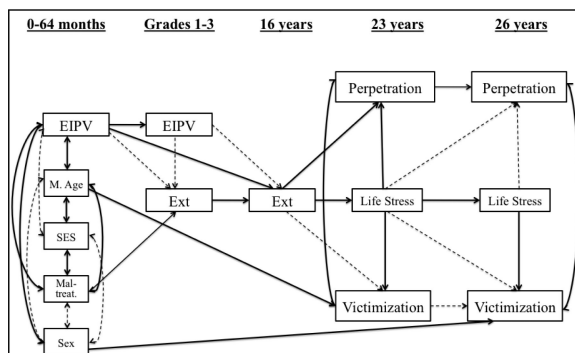 0-64 months Grades 1-3 16 years 23 years 26 years
Perpetration Perpetration
EIPV EIPV
M. Age
Ext Ext Life Stress Life Stress
SES
Mal-
treat.
Victimization Victimization
Sex